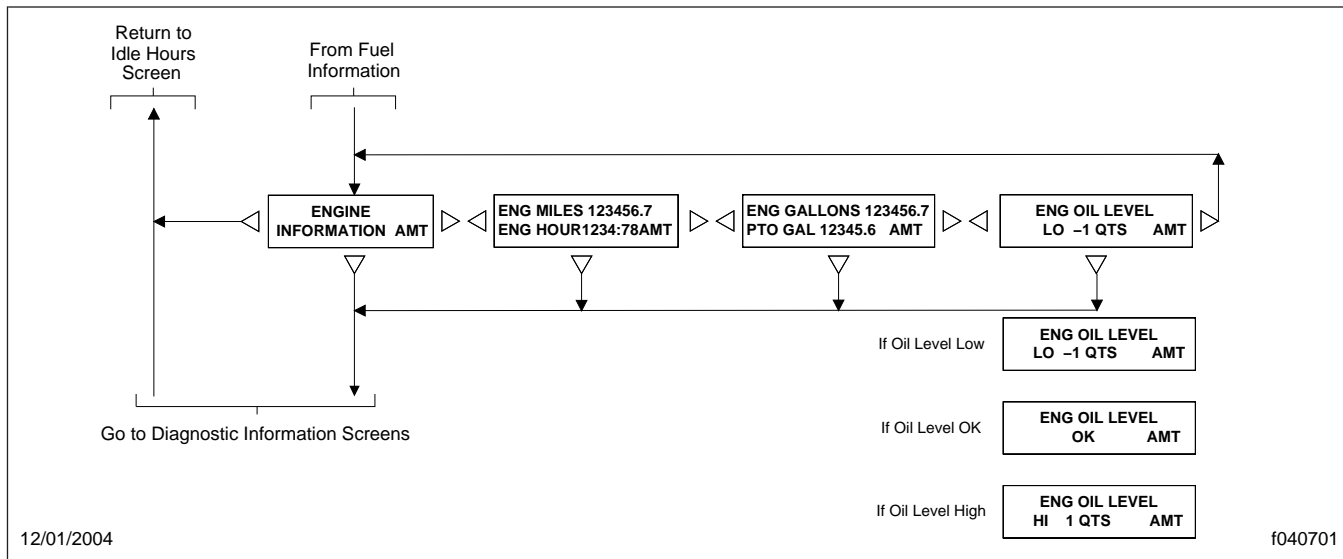 Return to
Idle Hours
Screen
From Fuel
Information
ENGINE
INFORMATION AMT
ENG MILES 123456.7
ENG HOUR1234:78AMT
ENG GALLONS 123456.7
PTO GAL 12345.6 AMT
ENG OIL LEVEL
LO –1 QTS AMT
If Oil Level Low
ENG OIL LEVEL
LO –1 QTS AMT
If Oil Level OK
ENG OIL LEVEL
OK AMT
If Oil Level High
ENG OIL LEVEL
HI 1 QTS AMT
Go to Diagnostic Information Screens
12/01/2004
f040701